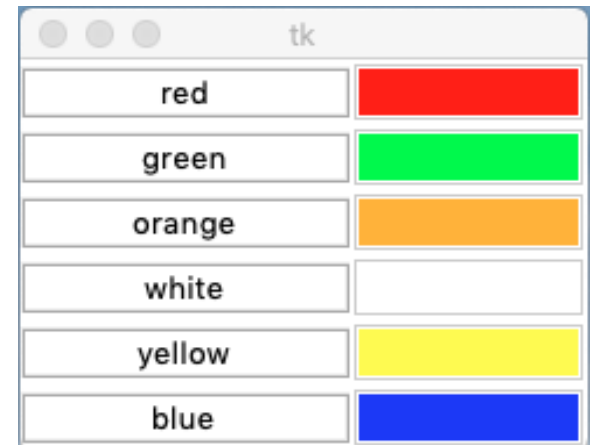 tk
red
green
orange
white
yellow
blue